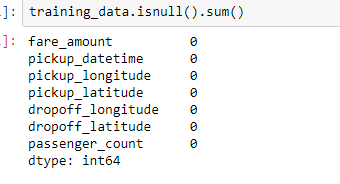 ]: training_data.isnull().sum()
]: fare_amount 0
pickup_datetime 0
pickup_longitude 0
pickup_latitude 0
dropoff_longitude 0
dropoff_latitude 0
passenger_count 0
dtype: int64